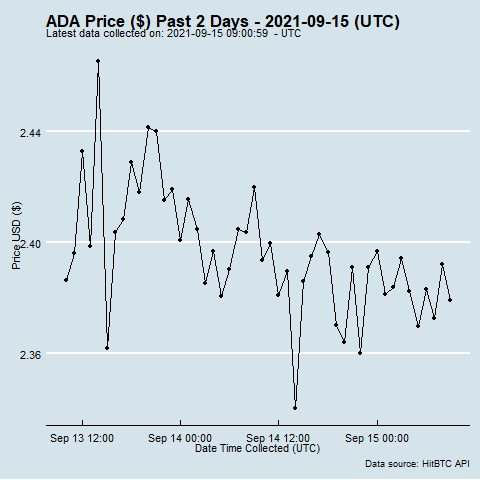 ADA Price ($) Past 2 Days - 2021-09-15 (UTC)
Latest data collected on: 2021-09-15 09:00:59  - UTC
Price USD ($)
2.44
2.40
2.36
Sep 13 12:00
Sep 14 00:00
Sep 14 12:00
Sep 15 00:00
Date Time Collected (UTC)
Data source: HitBTC API